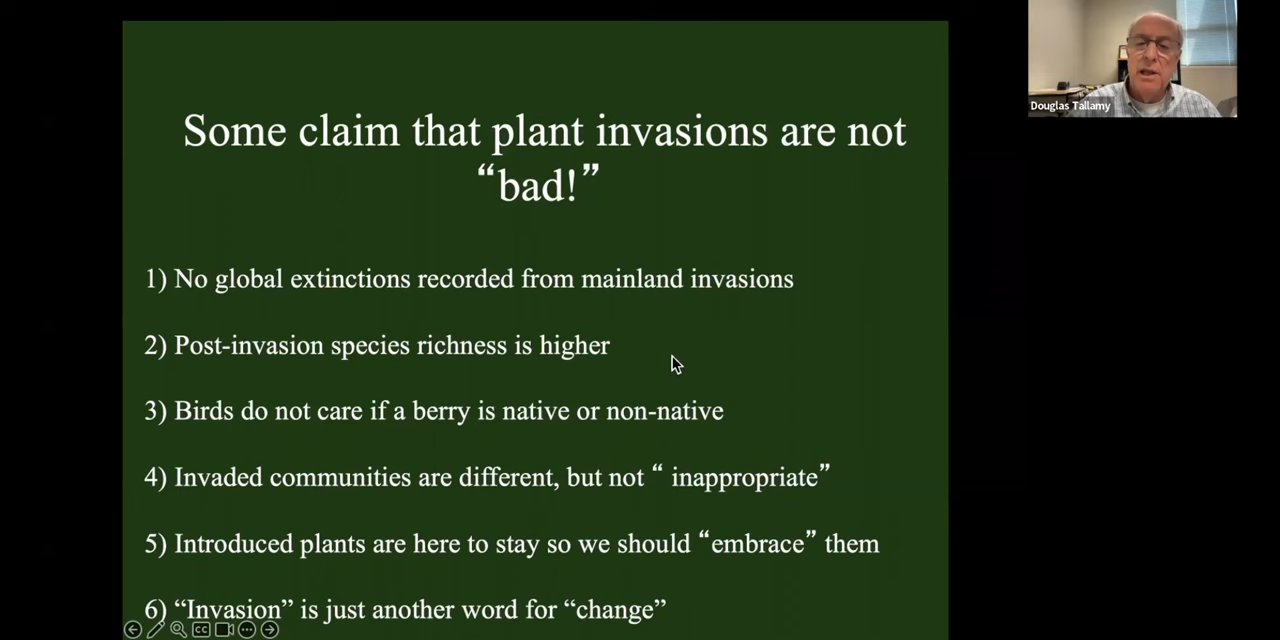 Some claim that plant invasions are not
“bad!”
1) No global extinctions recorded from mainland invasions
2) Post-invasion species richness is higher
3) Birds do not care if a berry is native or non-native
4) Invaded communities are different, but not “ inappropriate”
5) Introduced plants are here to stay so we should “embrace” them
6) “Invasion” is just another word for “change”
CC
Douglas Tallamy